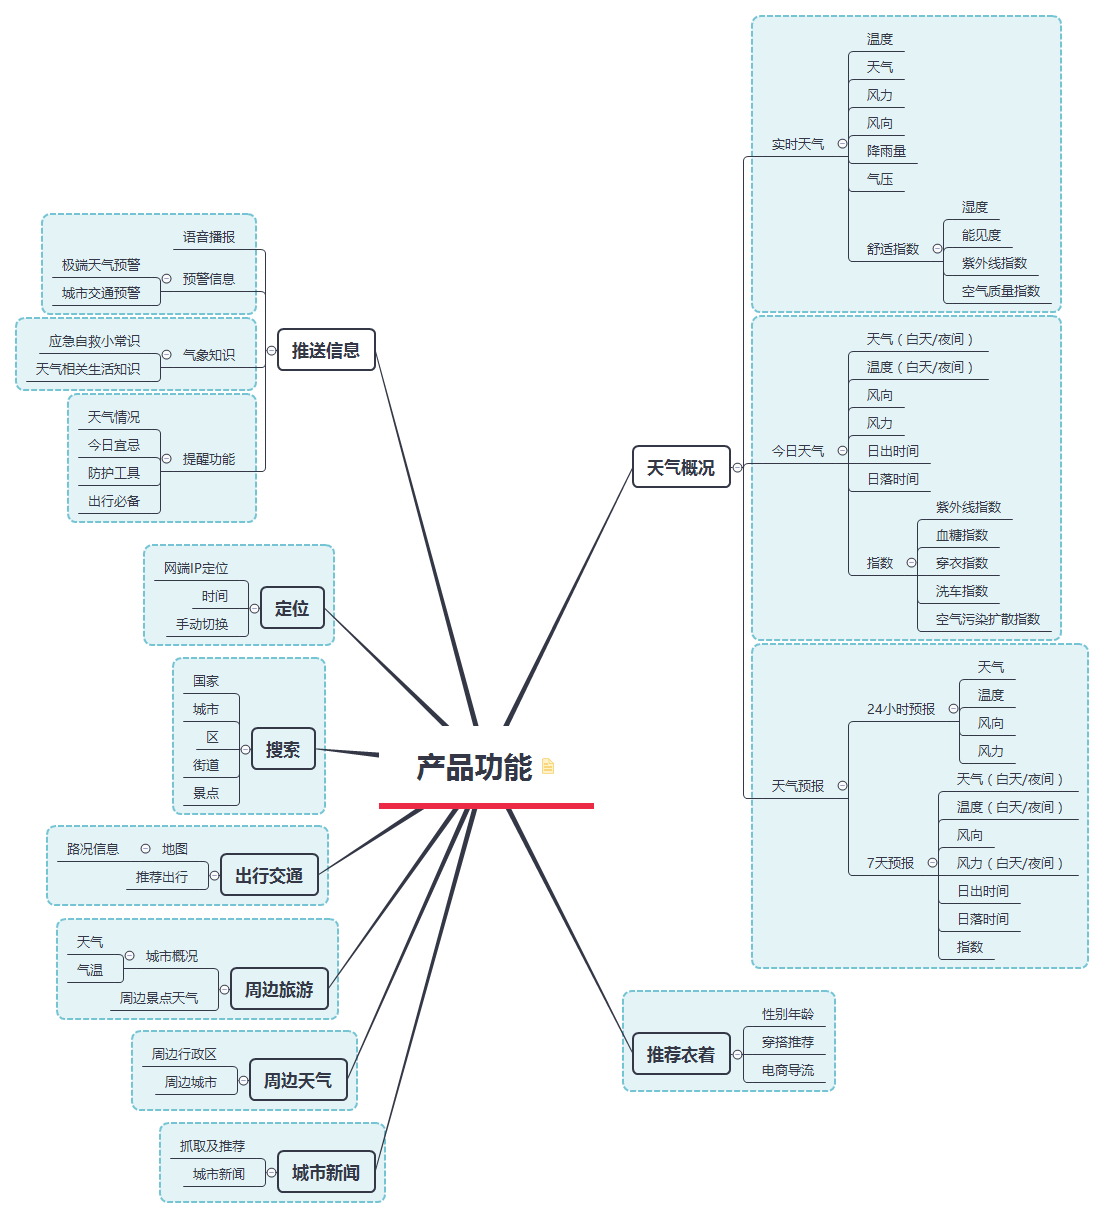 产品功能
天气概况
实时天气
温度
天气
风力
风向
降雨量
气压
舒适指数
湿度
能见度
紫外线指数
空气质量指数
今日天气
天气（白天/夜间）
温度（白天/夜间）
风向
风力
日出时间
日落时间
指数
紫外线指数
血糖指数
穿衣指数
洗车指数
空气污染扩散指数
天气预报
24小时预报
天气
温度
风向
风力
7天预报
天气（白天/夜间）
温度（白天/夜间）
风向
风力（白天/夜间）
日出时间
日落时间
指数
推荐衣着
性别年龄
穿搭推荐
电商导流
推送信息
语音播报
预警信息
极端天气预警
城市交通预警
气象知识
应急自救小常识
天气相关生活知识
提醒功能
天气情况
今日宜忌
防护工具
出行必备
定位
网端IP定位
时间
手动切换
搜索
国家
城市
区
街道
景点
出行交通
地图
路况信息
推荐出行
周边旅游
城市概况
天气
气温
周边景点天气
周边天气
周边行政区
周边城市
城市新闻
抓取及推荐
城市新闻